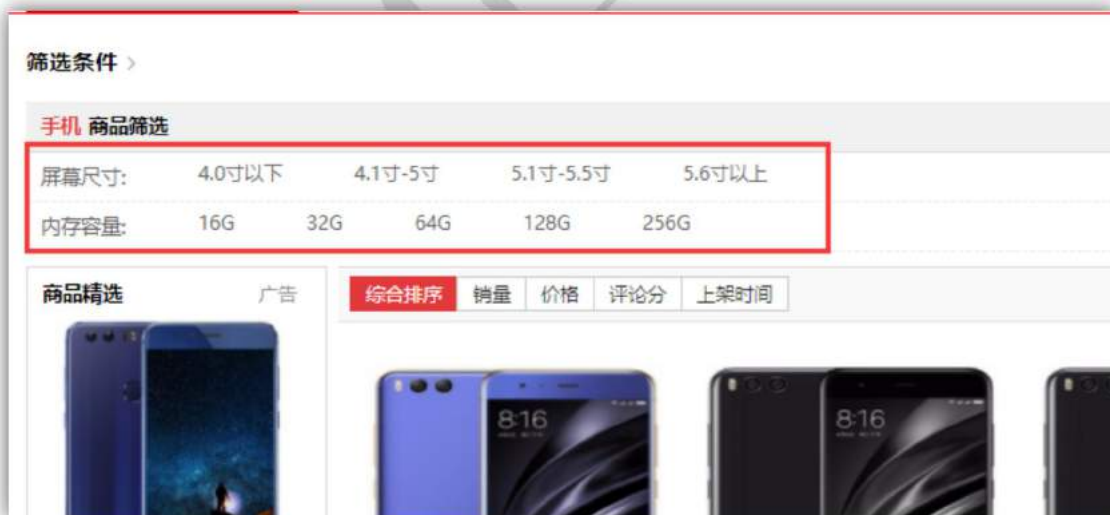 筛选条件 >
手机 商品筛选
屏幕尺寸: 4.0寸以下 4.1寸-5寸 5.1寸-5.5寸 5.6寸以上
内存容量: 16G 32G 64G 128G 256G
商品精选 广告
综合排序 销量 价格 评论分 上架时间
8:16 8:16